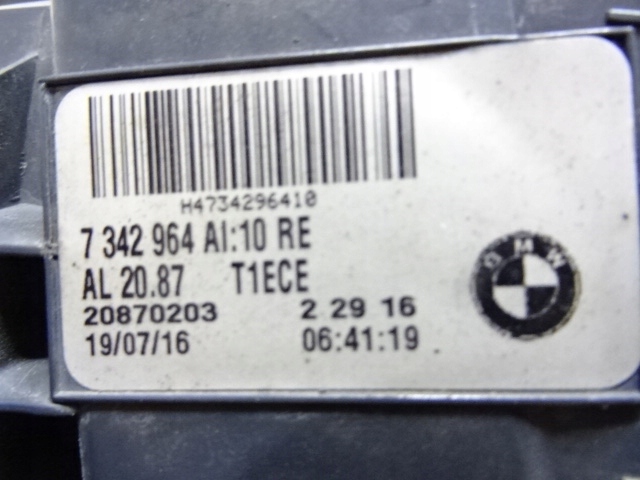 H4734296410
7 342 964 AI:10 RE
AL 20.87 T1ECE
20870203 2 29 16
19/07/16 06:41:19
BMW